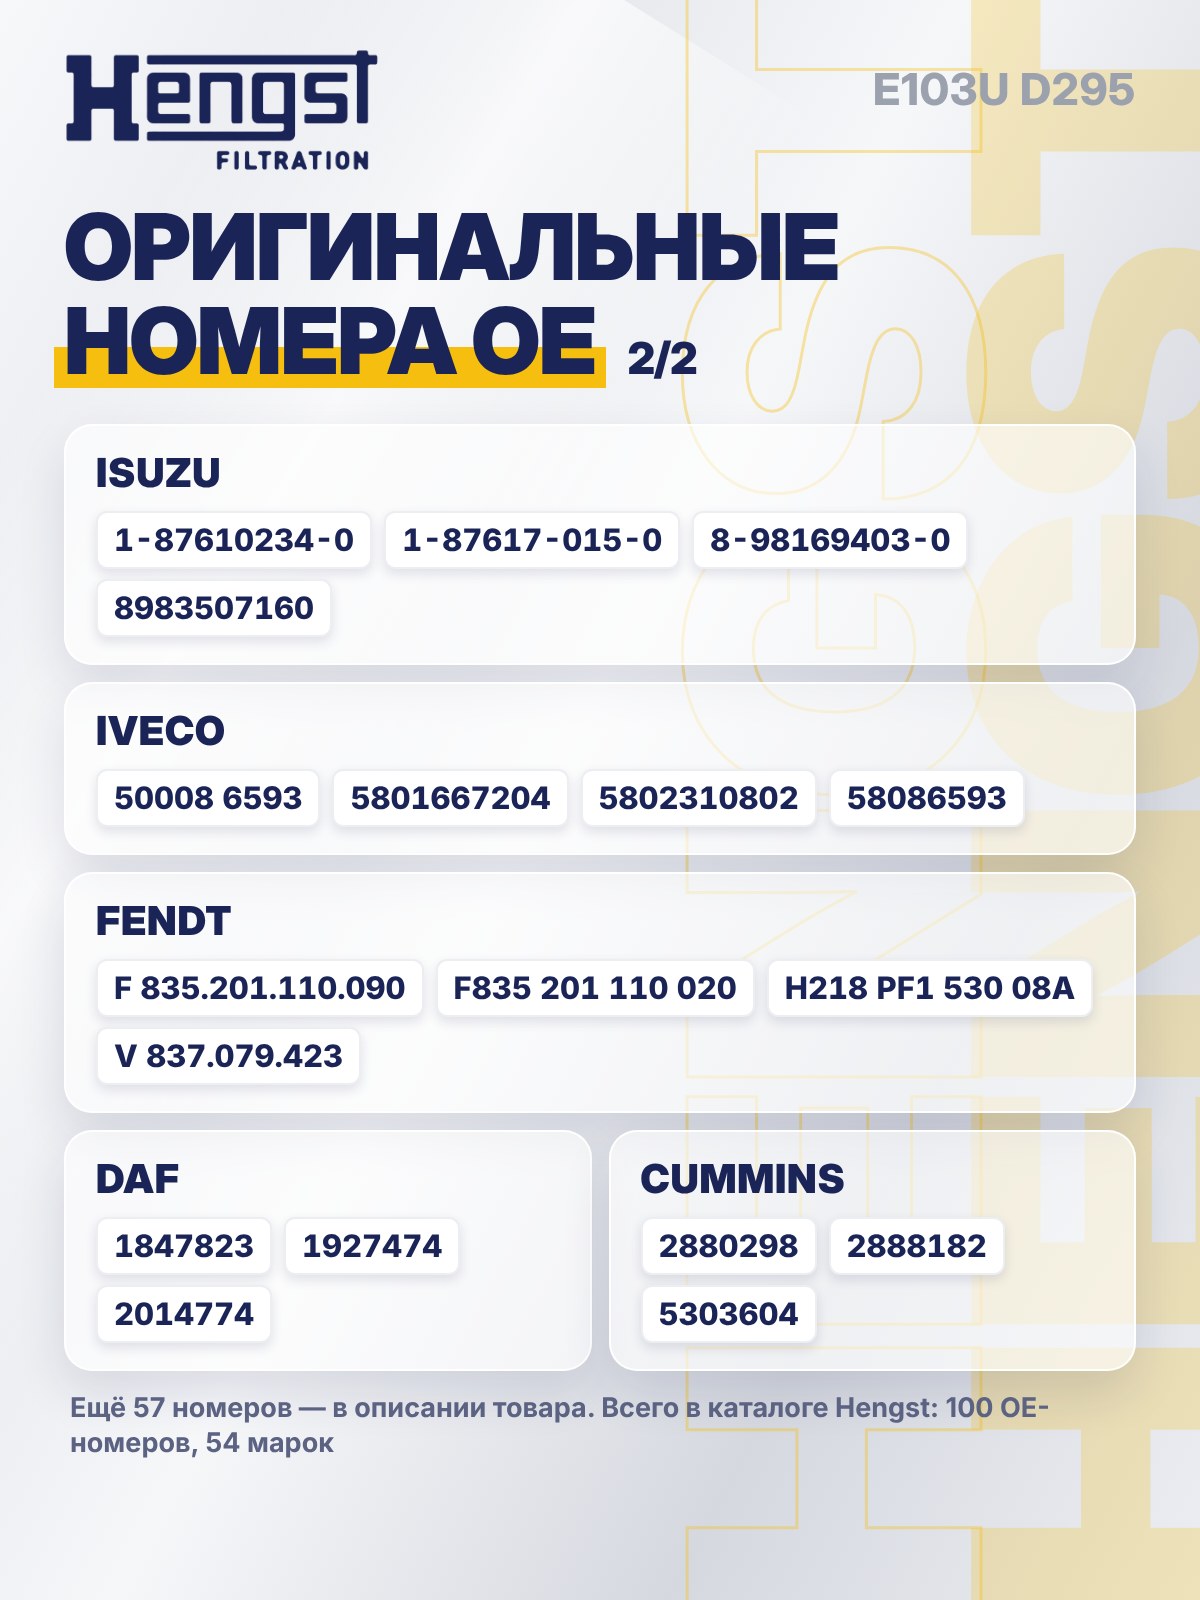 Hengst
FILTRATION
E103U D295
ОРИГИНАЛЬНЫЕ
НОМЕРА OE 2/2
ISUZU
1-87610234-0 1-87617-015-0 8-98169403-0
8983507160
IVECO
50008 6593 5801667204 5802310802 58086593
FENDT
F 835.201.110.090 F835 201 110 020 H218 PF1 530 08A
V 837.079.423
DAF
1847823 1927474
2014774
CUMMINS
2880298 2888182
5303604
Ещё 57 номеров — в описании товара. Всего в каталоге Hengst: 100 OE-
номеров, 54 марок
HENGST
HENGST